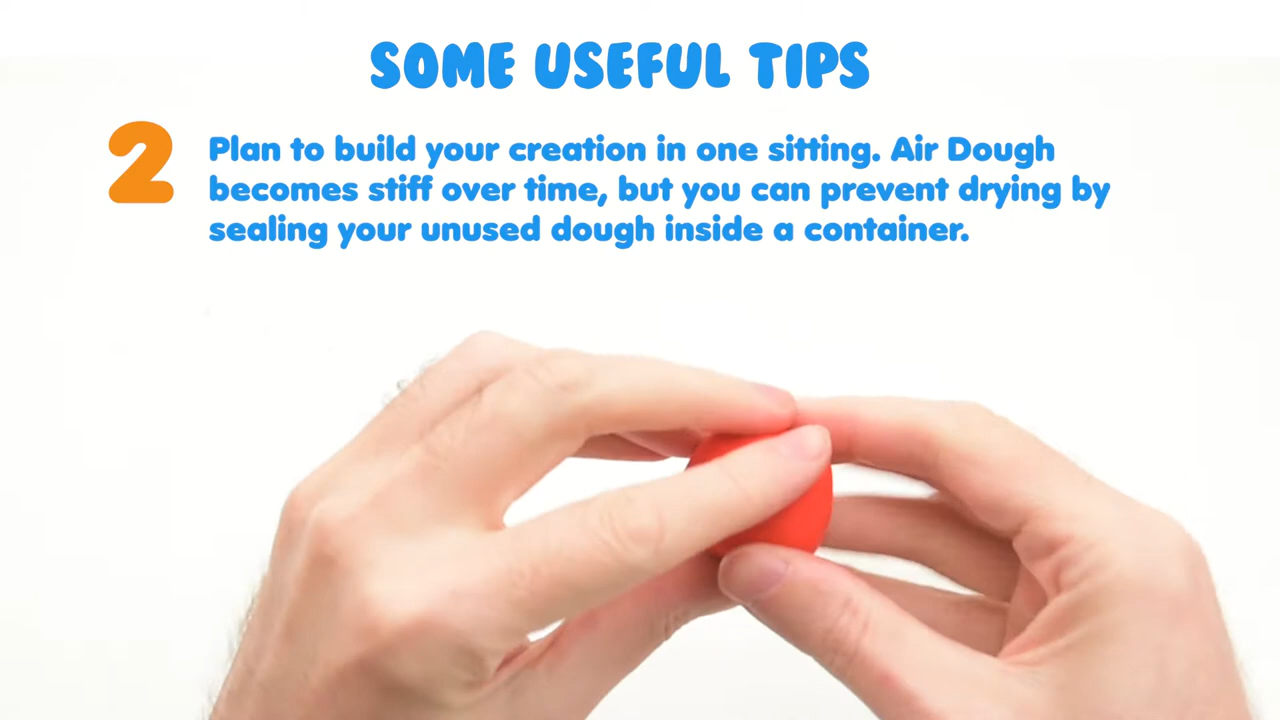 SOME USEFUL TIPS
2
Plan to build your creation in one sitting. Air Dough
becomes stiff over time, but you can prevent drying by
sealing your unused dough inside a container.